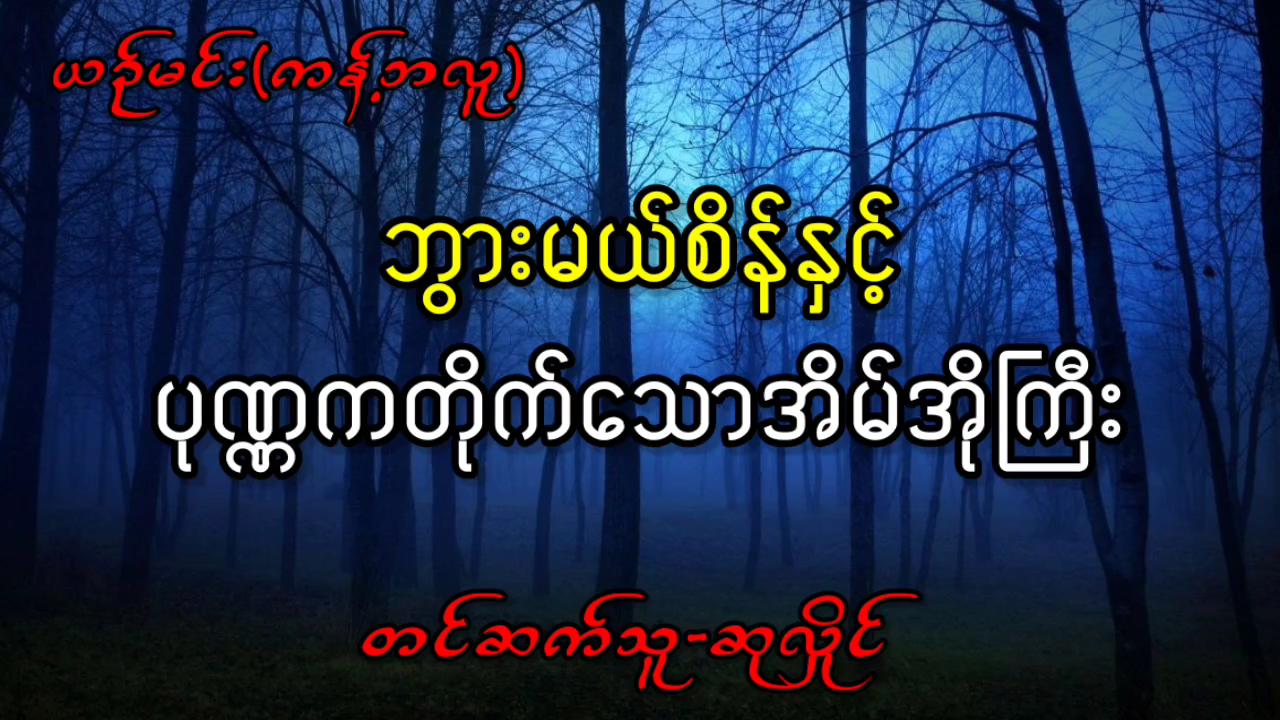 ယဉ်မင်း(ကန့်ဘလူ)
ဘွားမယ်စိန်နှင့်
ပုဏ္ဏကတိုက်သောအိမ်အိုကြီး
တင်ဆက်သူ-ဆုလှိုင်